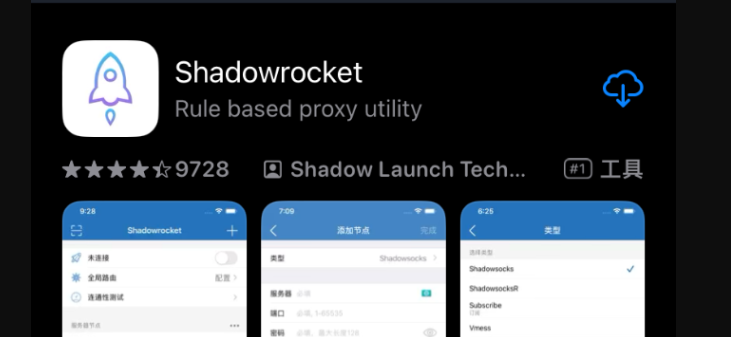 Shadowrocket
Rule based proxy utility
9728
Shadow Launch Tech...
#1 工具
9:28
Shadowrocket
未连接
全局路由
配置
连通性测试
服务器节点
7:09
添加节点
完成
类型
Shadowsocks
服务器
必填
端口
必填, 1-65535
密码
必填，最大长度128
6:25
类型
选择类型
Shadowsocks
ShadowsocksR
Subscribe
订阅
Vmess